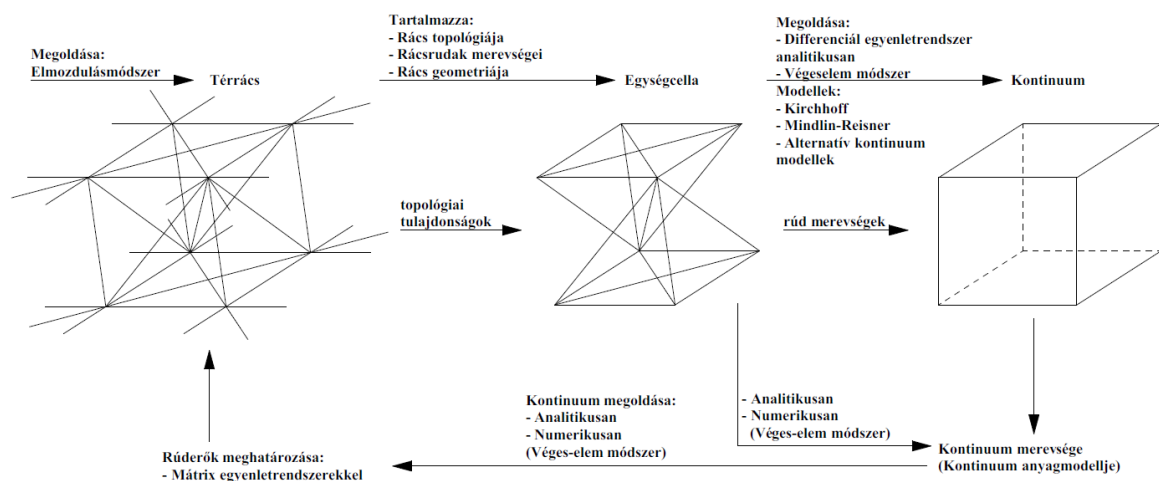 Megoldása:
Elmozdulásmódszer
Térrács
Tartalmazza:
- Rács topológiája
- Rácsrudak merevségei
- Rács geometriája
Egységcella
Megoldása:
- Differenciál egyenletrendszer
analitikusan
- Végeselem módszer
Modellek:
- Kirchhoff
- Mindlin-Reisner
- Alternatív kontinuum
modellek
Kontinuum
topológiai
tulajdonságok
rúd merevségek
Kontinuum megoldása:
- Analitikusan
- Numerikusan
(Véges-elem módszer)
- Analitikusan
- Numerikusan
(Véges-elem módszer)
Kontinuum merevsége
(Kontinuum anyagmodellje)
Rúderők meghatározása:
- Mátrix egyenletrendszerekkel